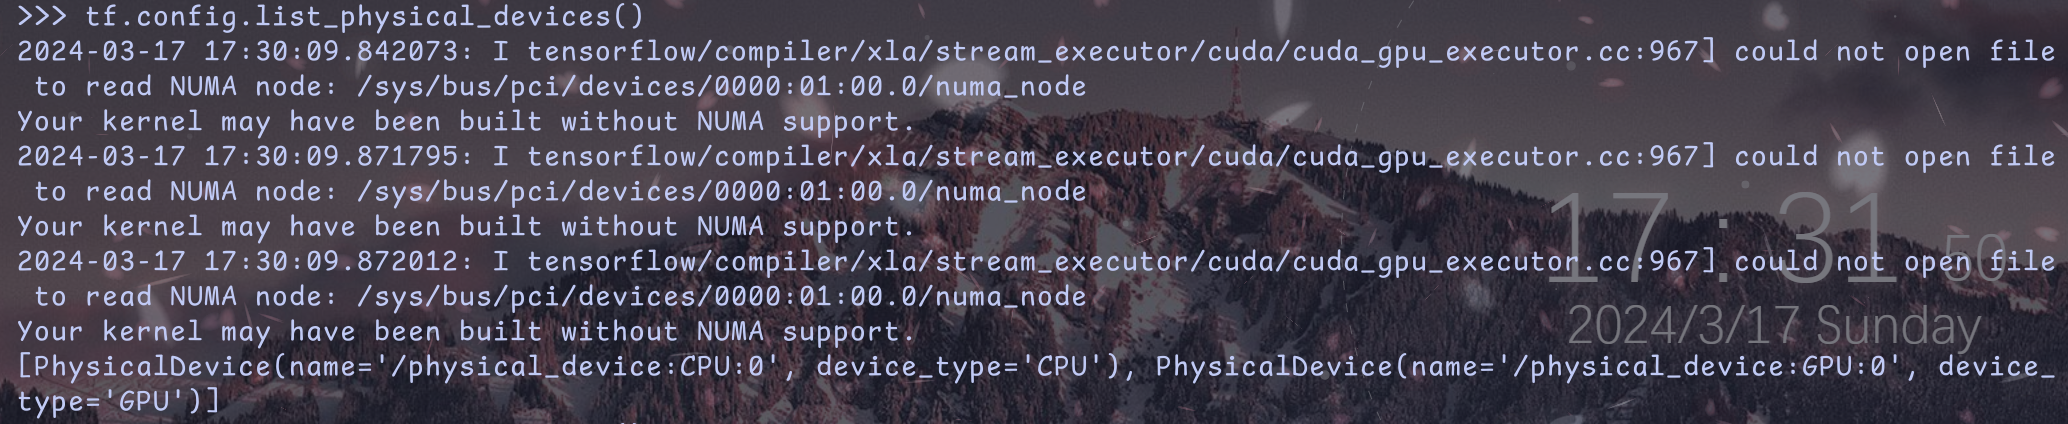 >>> tf.config.list_physical_devices()
2024-03-17 17:30:09.842073: I tensorflow/compiler/xla/stream_executor/cuda/cuda_gpu_executor.cc:967] could not open file
 to read NUMA node: /sys/bus/pci/devices/0000:01:00.0/numa_node
Your kernel may have been built without NUMA support.
2024-03-17 17:30:09.871795: I tensorflow/compiler/xla/stream_executor/cuda/cuda_gpu_executor.cc:967] could not open file
 to read NUMA node: /sys/bus/pci/devices/0000:01:00.0/numa_node
Your kernel may have been built without NUMA support.
2024-03-17 17:30:09.872012: I tensorflow/compiler/xla/stream_executor/cuda/cuda_gpu_executor.cc:967] could not open file
 to read NUMA node: /sys/bus/pci/devices/0000:01:00.0/numa_node
Your kernel may have been built without NUMA support.
[PhysicalDevice(name='/physical_device:CPU:0', device_type='CPU'), PhysicalDevice(name='/physical_device:GPU:0', device_
type='GPU')]
17 : 31 50
2024/3/17 Sunday